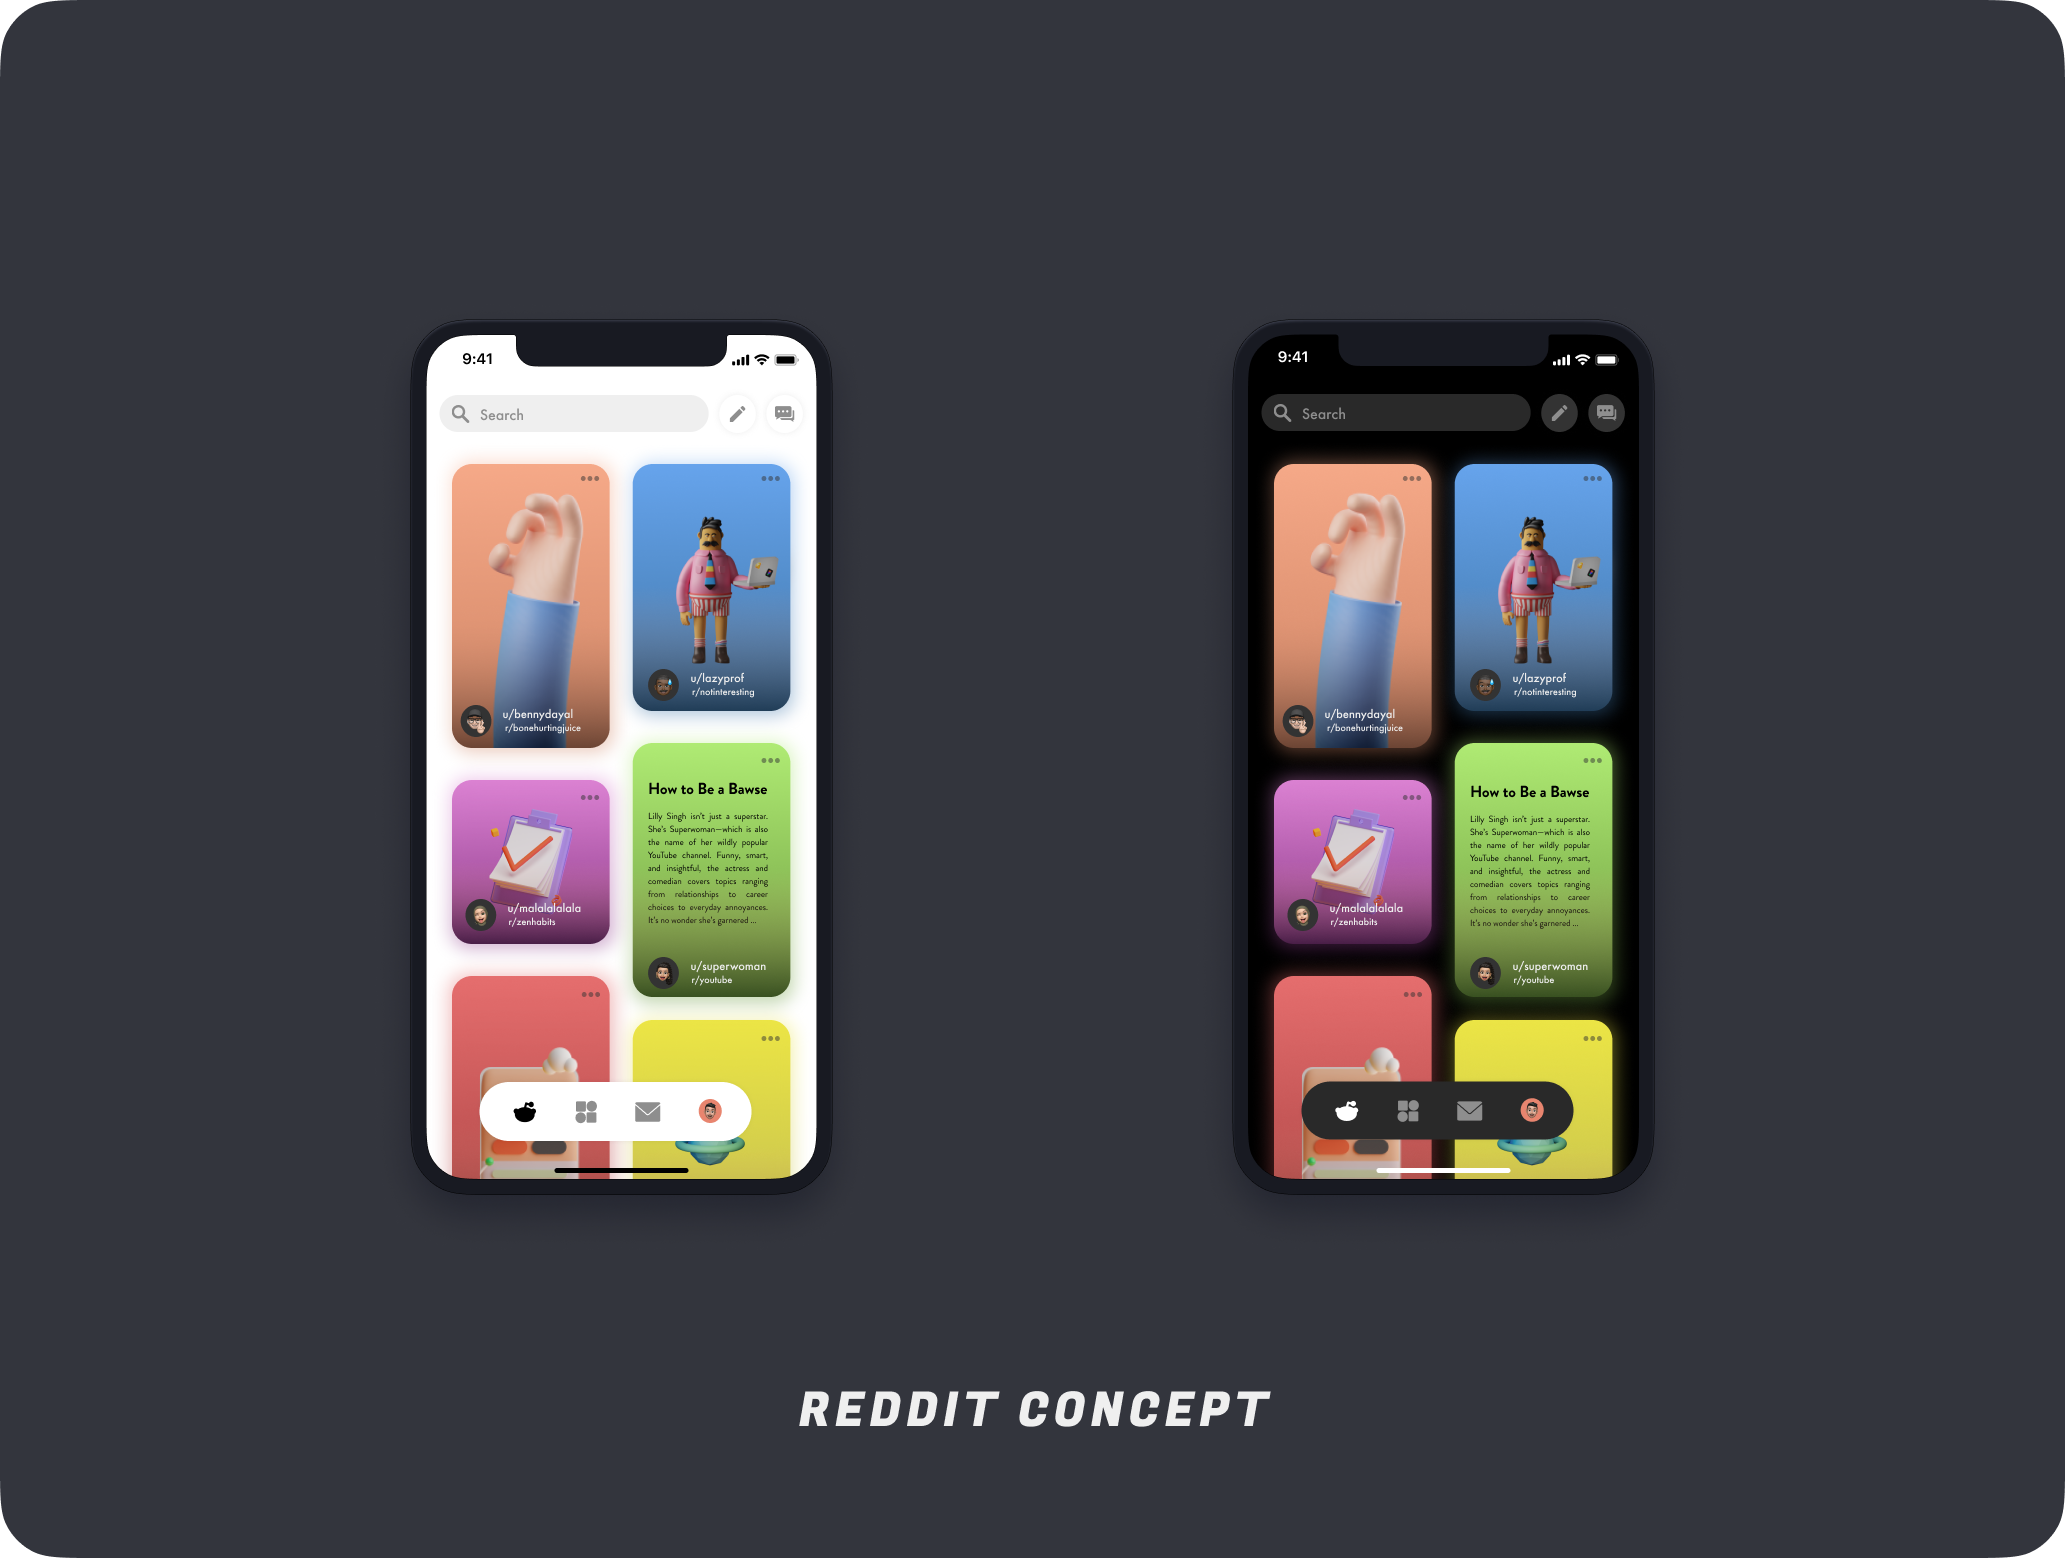 9:41
Search
u/bennydayal
r/bonehurtingjuice
u/lazyprof
r/notinteresting
u/malalalalala
r/zenhabits
How to Be a Bawse
Lilly Singh isn't just a superstar.
She's Superwoman—which is also
the name of her wildly popular
YouTube channel. Funny, smart,
and insightful, the actress and
comedian covers topics ranging
from relationships to career
choices to everyday annoyances.
It's no wonder she's garnered ...
u/superwoman
r/youtube
9:41
Search
u/bennydayal
r/bonehurtingjuice
u/lazyprof
r/notinteresting
u/malalalalala
r/zenhabits
How to Be a Bawse
Lilly Singh isn't just a superstar.
She's Superwoman—which is also
the name of her wildly popular
YouTube channel. Funny, smart,
and insightful, the actress and
comedian covers topics ranging
from relationships to career
choices to everyday annoyances.
It's no wonder she's garnered ...
u/superwoman
r/youtube
REDDIT CONCEPT